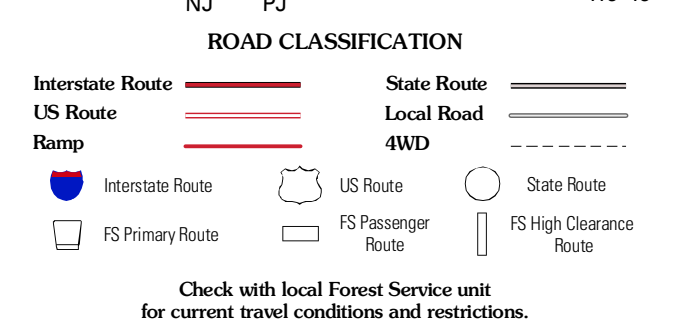 NJ PJ
ROAD CLASSIFICATION
Interstate Route State Route
US Route Local Road
Ramp 4WD
Interstate Route US Route State Route
FS Primary Route
FS Passenger
Route
FS High Clearance
Route
Check with local Forest Service unit
for current travel conditions and restrictions.